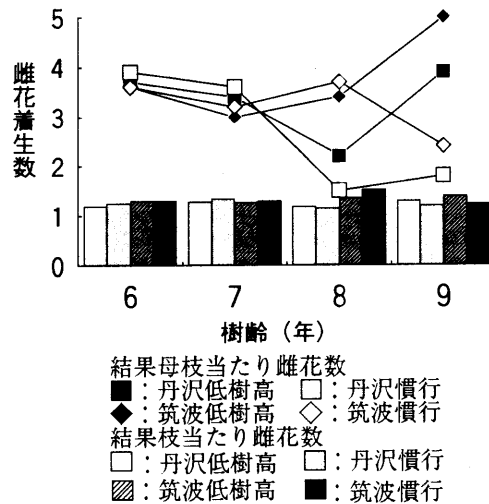 雌花着生数
5
4
3
2
1
0
6 7 8 9
樹齢（年）
結果母枝当たり雌花数
■：丹沢低樹高 □：丹沢慣行
◆：筑波低樹高 ◇：筑波慣行
結果枝当たり雌花数
：丹沢低樹高 ：丹沢慣行
：筑波低樹高 ：筑波慣行